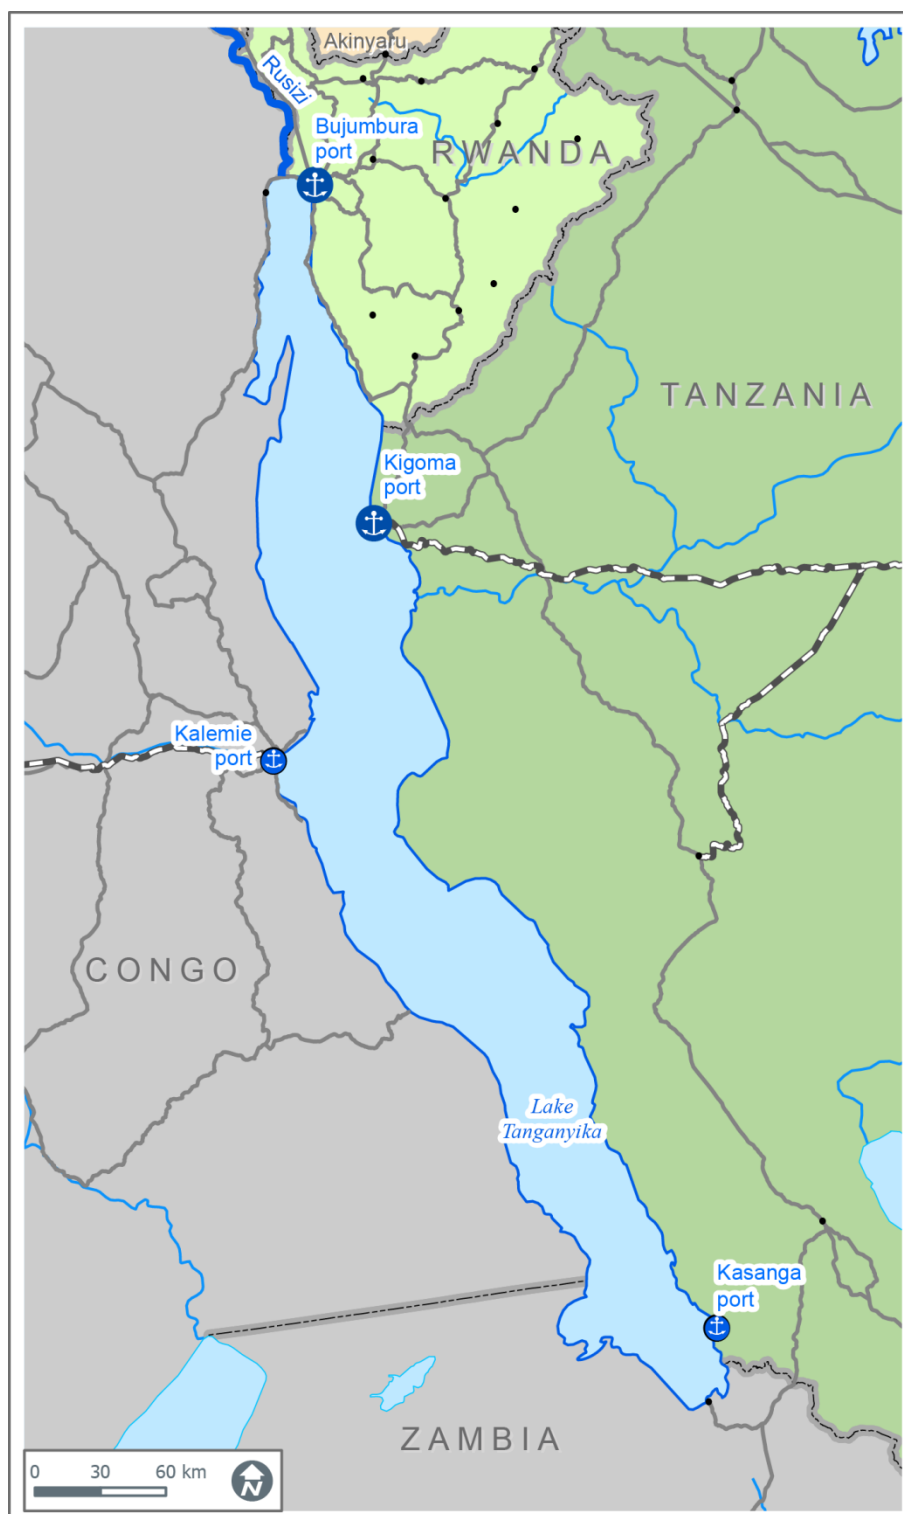 Akinyaru
Rusizi
Bujumbura
port
RWANDA
TANZANIA
Kigoma
port
Kalemie
port
CONGO
Lake
Tanganyika
Kasanga
port
ZAMBIA
0 30 60 km
N